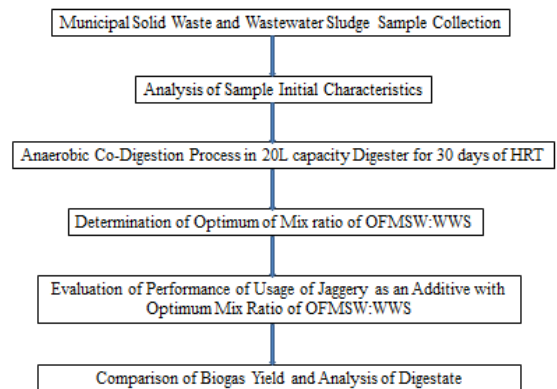 Municipal Solid Waste and Wastewater Sludge Sample Collection
Analysis of Sample Initial Characteristics
Anaerobic Co-Digestion Process in 20L capacity Digester for 30 days of HRT
Determination of Optimum of Mix ratio of OFMSW:WWS
Evaluation of Performance of Usage of Jaggery as an Additive with
Optimum Mix Ratio of OFMSW:WWS
Comparison of Biogas Yield and Analysis of Digestate